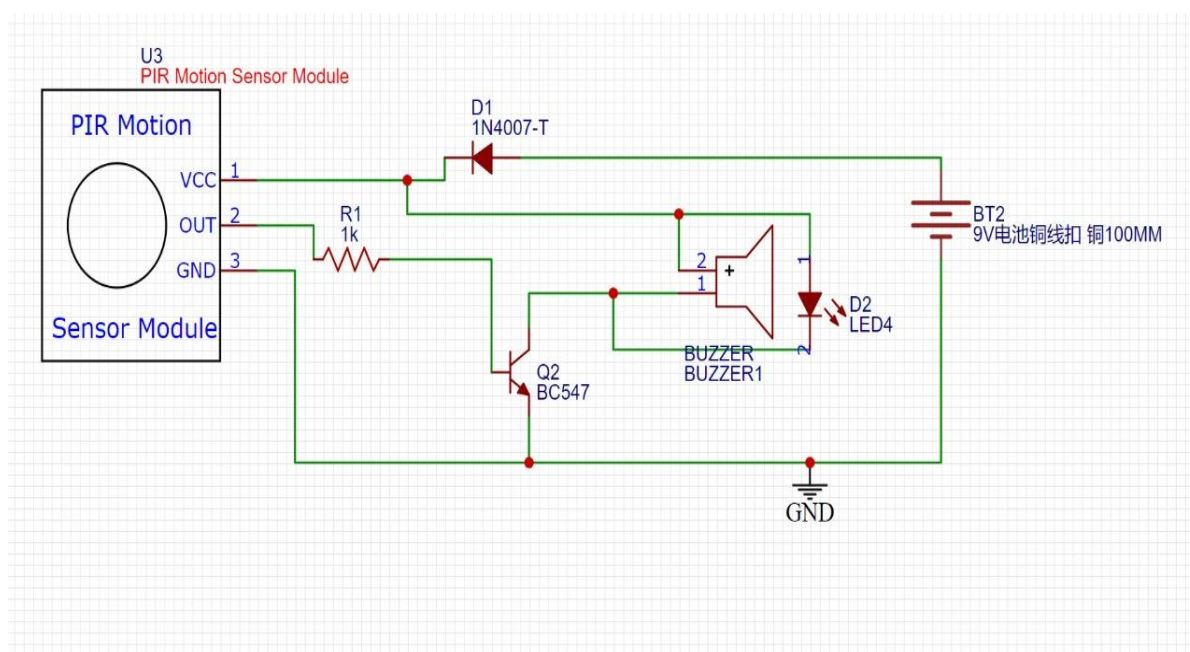 U3
PIR Motion Sensor Module
PIR Motion
VCC
1
OUT
2
GND
3
Sensor Module
D1
1N4007-T
R1
1k
2
1
BUZZER
BUZZER1
1
2
D2
LED4
Q2
BC547
BT2
9V电池铜线扣 铜100MM
GND